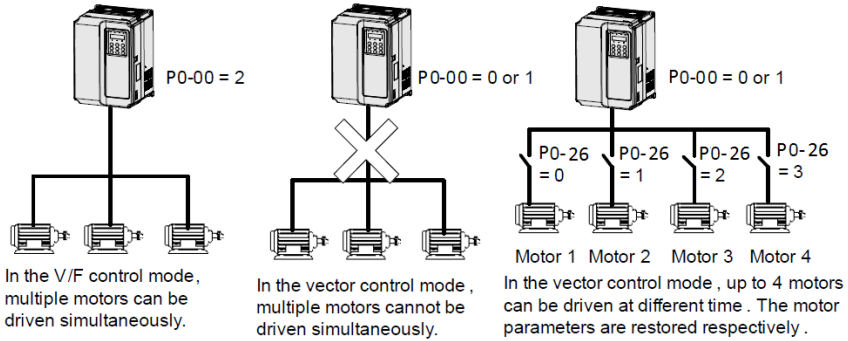 P0-00 = 2
In the V/F control mode,
multiple motors can be
driven simultaneously.
P0-00 = 0 or 1
In the vector control mode,
multiple motors cannot be
driven simultaneously.
P0-00 = 0 or 1
P0-26
= 0
P0-26
= 1
P0-26
= 2
P0-26
= 3
Motor 1 Motor 2 Motor 3 Motor 4
In the vector control mode, up to 4 motors
can be driven at different time. The motor
parameters are restored respectively.